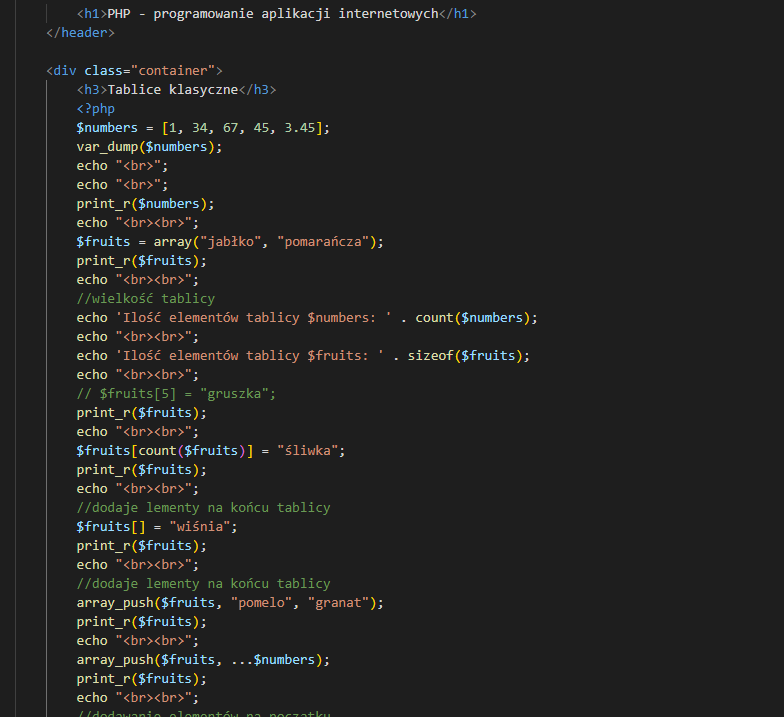 <h1>PHP - programowanie aplikacji internetowych</h1>
</header>
<div class="container">
<h3>Tablice klasyczne</h3>
<?php
$numbers = [1, 34, 67, 45, 3.45];
var_dump($numbers);
echo "<br>";
echo "<br>";
print_r($numbers);
echo "<br><br>";
$fruits = array("jabłko", "pomarańcza");
print_r($fruits);
echo "<br><br>";
//wielkość tablicy
echo 'Ilość elementów tablicy $numbers: ' . count($numbers);
echo "<br><br>";
echo 'Ilość elementów tablicy $fruits: ' . sizeof($fruits);
echo "<br><br>";
// $fruits[5] = "gruszka";
print_r($fruits);
echo "<br><br>";
$fruits[count($fruits)] = "śliwka";
print_r($fruits);
echo "<br><br>";
//dodaje lementy na końcu tablicy
$fruits[] = "wiśnia";
print_r($fruits);
echo "<br><br>";
//dodaje lementy na końcu tablicy
array_push($fruits, "pomelo", "granat");
print_r($fruits);
echo "<br><br>";
array_push($fruits, ...$numbers);
print_r($fruits);
echo "<br><br>";
//dodawanie elementów na początku